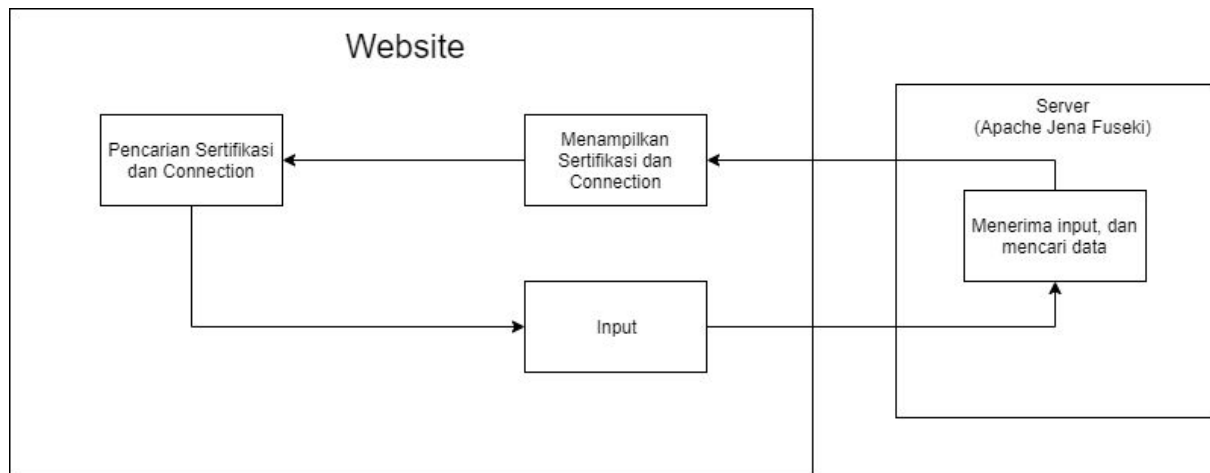 Website
Server
(Apache Jena Fuseki)
Pencarian Sertifikasi
dan Connection
Menampilkan
Sertifikasi dan
Connection
Menerima input, dan
mencari data
Input